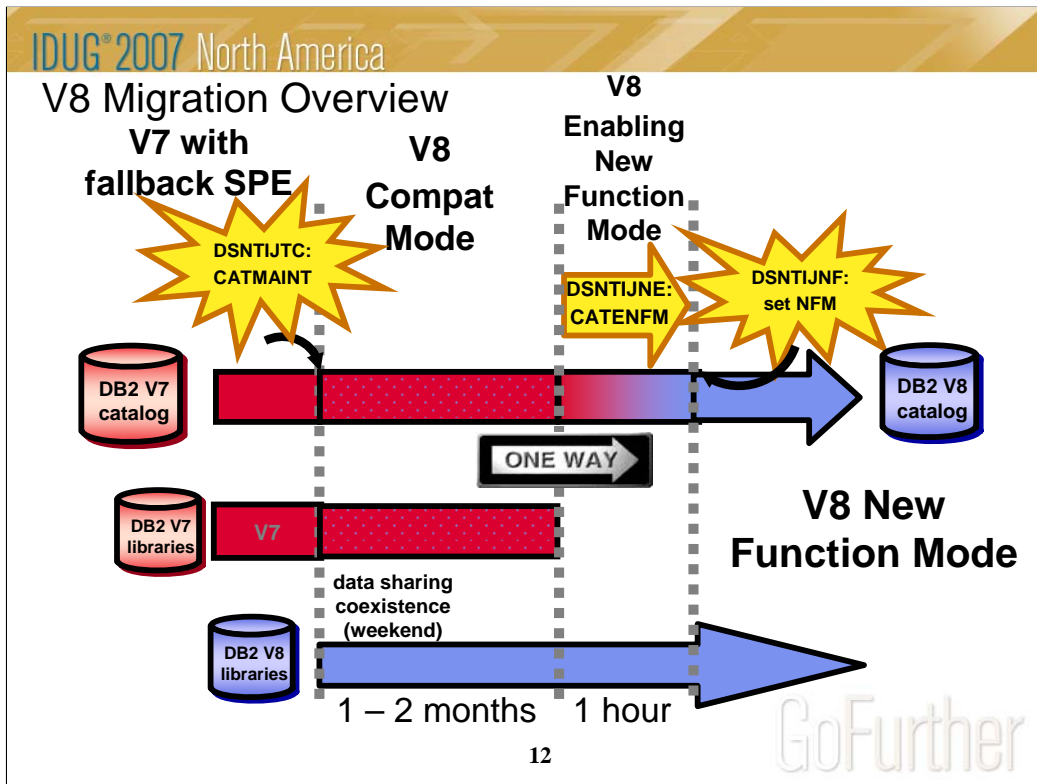 IDUG® 2007 North America
V8 Migration Overview
V7 with
fallback SPE
V8
Compat
Mode
V8
Enabling
New
Function
Mode
DSNTIJTC:
CATMAINT
DSNTIJNE:
CATENFM
DSNTIJNF:
set NFM
DB2 V7
catalog
DB2 V8
catalog
ONE WAY
DB2 V7
libraries
V7
V8 New
Function Mode
data sharing
coexistence
(weekend)
DB2 V8
libraries
1 – 2 months
1 hour
12
GoFurther